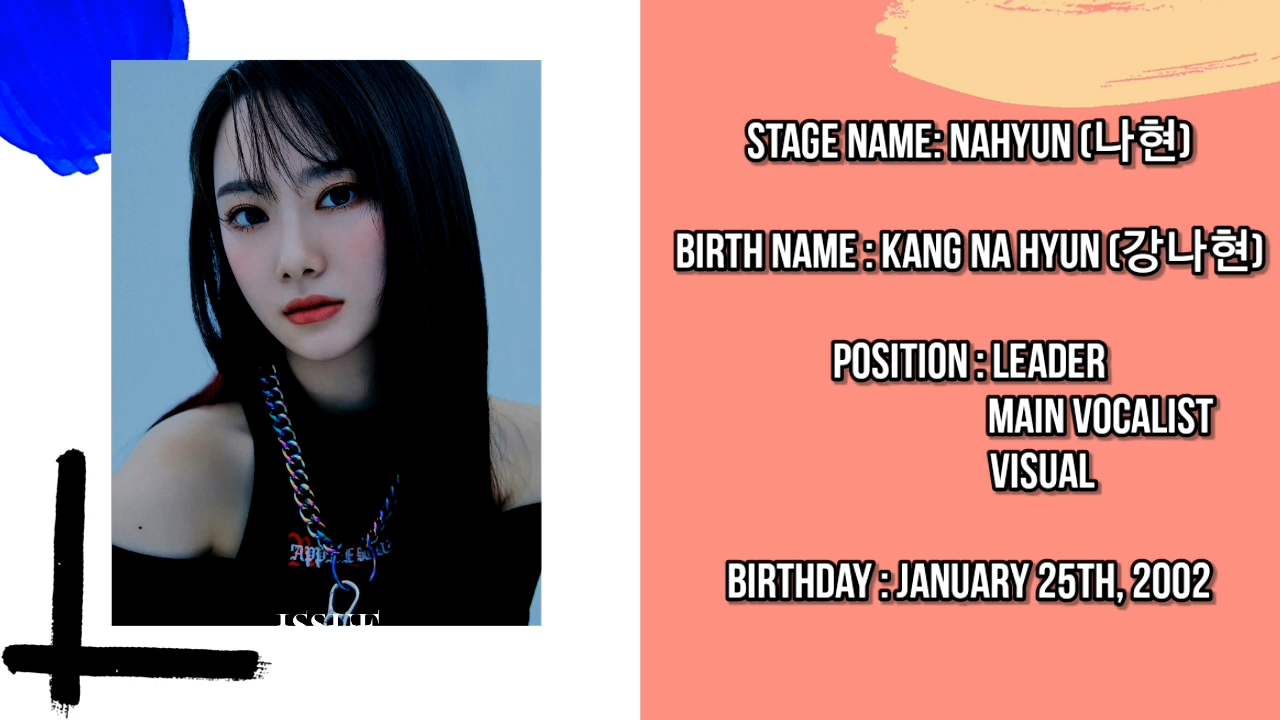 STAGE NAME: NAHYUN (나현)
BIRTH NAME : KANG NA HYUN (강나현)
POSITION : LEADER
MAIN VOCALIST
VISUAL
BIRTHDAY : JANUARY 25TH, 2002
ISSUE